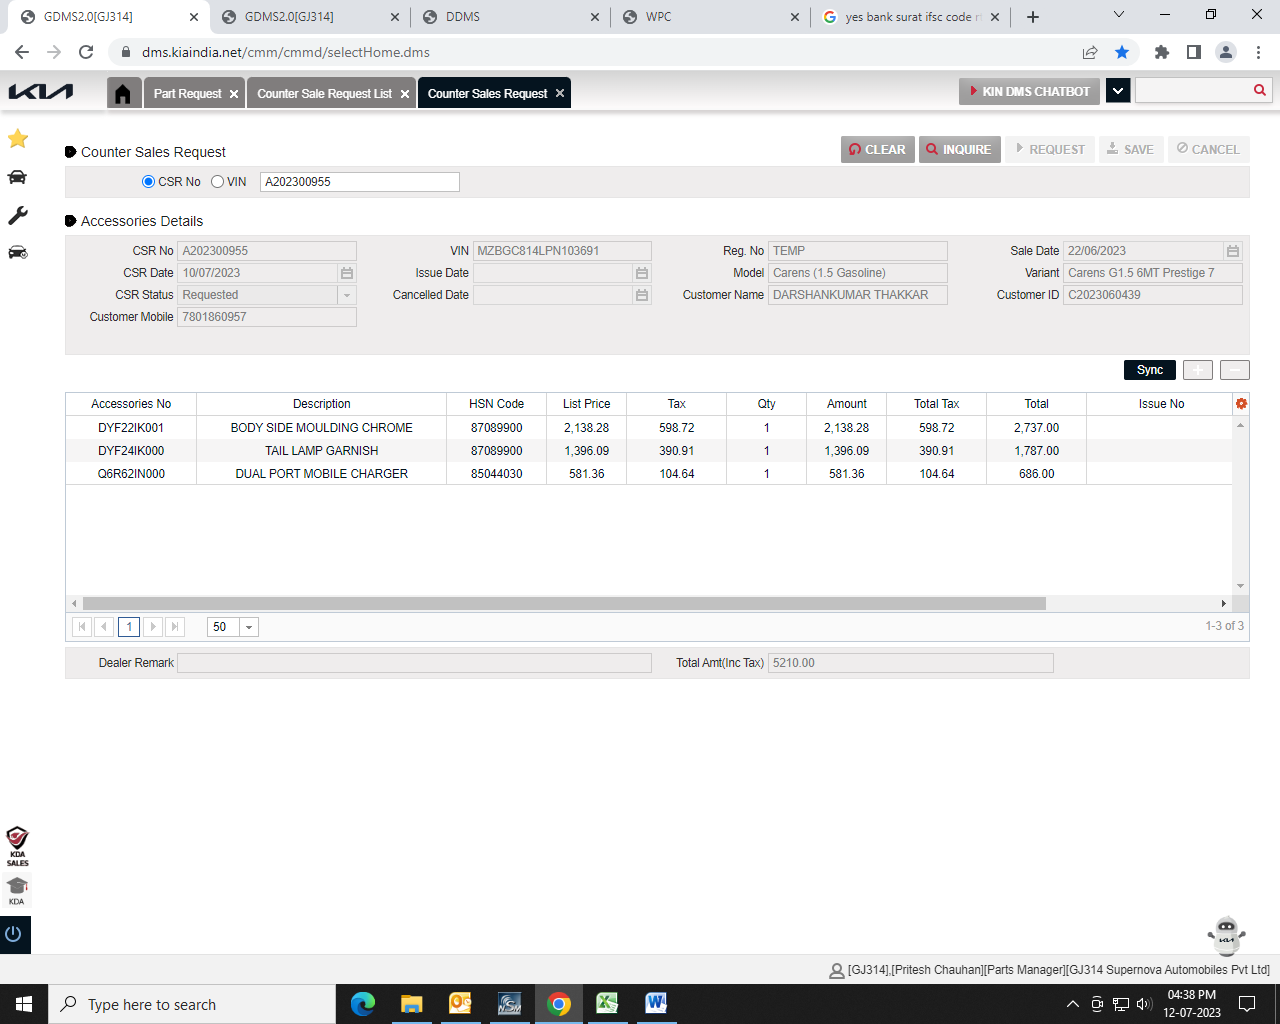 GDMS2.0[GJ314]
GDMS2.0[GJ314]
DDMS
WPC
yes bank surat ifsc code
dms.kiaindia.net/cmm/cmmd/selectHome.dms
KIA
Part Request
Counter Sale Request List
Counter Sales Request
KIN DMS CHATBOT
Counter Sales Request
CLEAR
INQUIRE
REQUEST
SAVE
CANCEL
CSR No
VIN
A202300955
Accessories Details
CSR No A202300955 VIN MZBGC814LPN103691 Reg. No TEMP Sale Date 22/06/2023
CSR Date 10/07/2023 Issue Date Model Carens (1.5 Gasoline) Variant Carens G1.5 6MT Prestige 7
CSR Status Requested Cancelled Date Customer Name DARSHANKUMAR THAKKAR Customer ID C2023060439
Customer Mobile 7801860957
Sync
Accessories No Description HSN Code List Price Tax Qty Amount Total Tax Total Issue No
DYF22IK001 BODY SIDE MOULDING CHROME 87089900 2,138.28 598.72 1 2,138.28 598.72 2,737.00
DYF24IK000 TAIL LAMP GARNISH 87089900 1,396.09 390.91 1 1,396.09 390.91 1,787.00
Q6R62IN000 DUAL PORT MOBILE CHARGER 85044030 581.36 104.64 1 581.36 104.64 686.00
1 50 1-3 of 3
Dealer Remark Total Amt(Inc Tax) 5210.00
KDA
SALES
KDA
[GJ314],[Pritesh Chauhan][Parts Manager][GJ314 Supernova Automobiles Pvt Ltd]
Type here to search
04:38 PM
12-07-2023